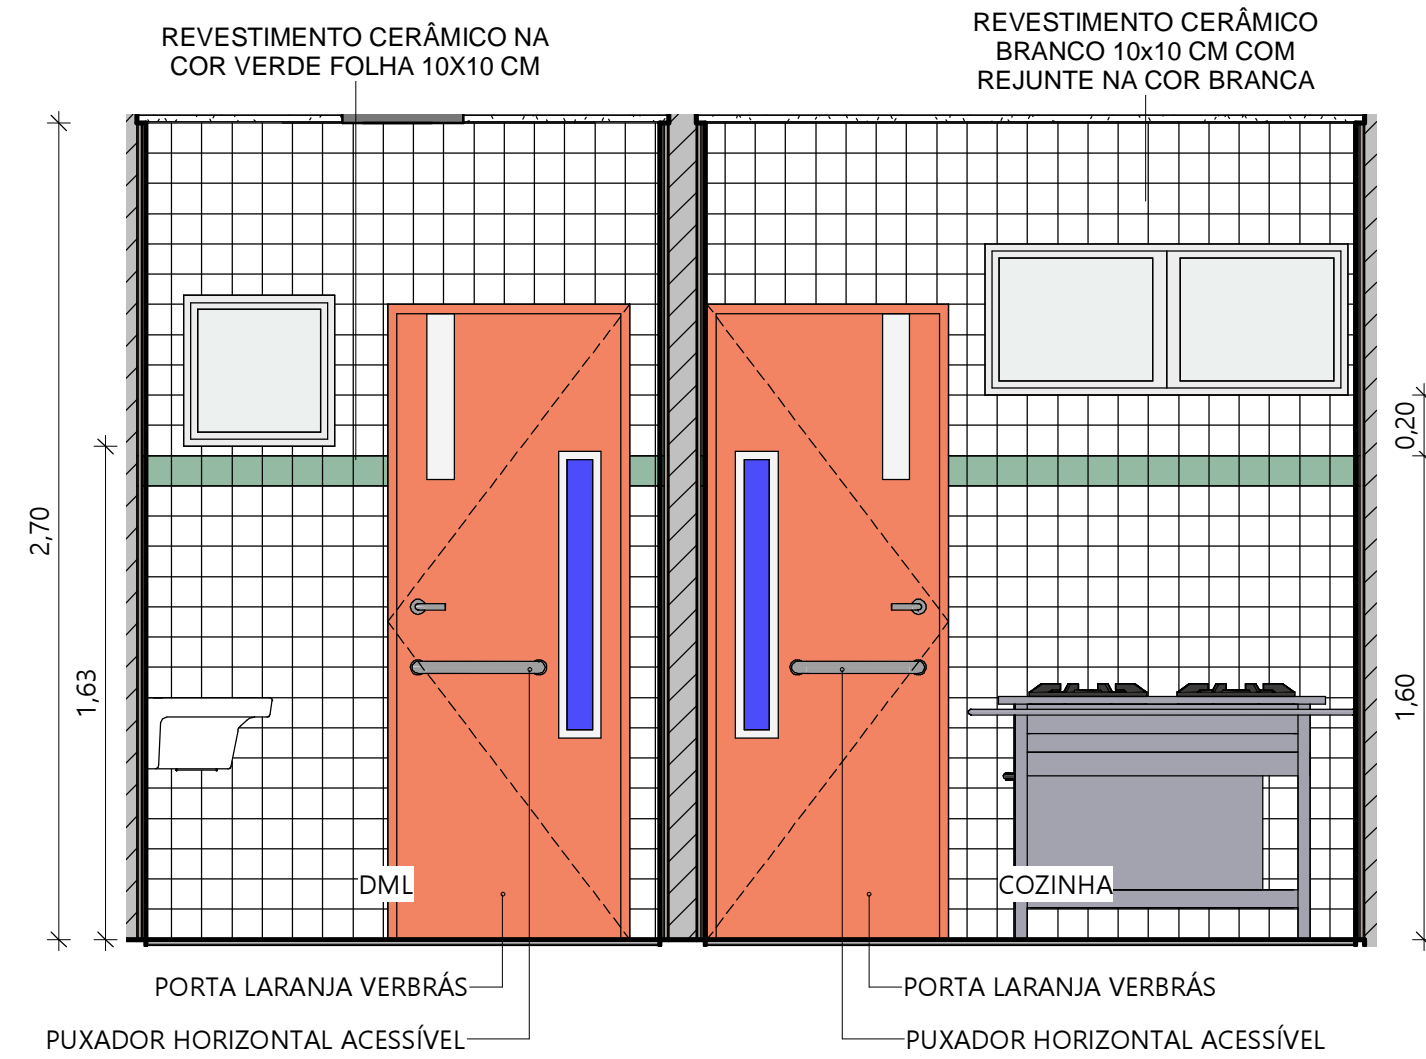 REVESTIMENTO CERÂMICO NA
COR VERDE FOLHA 10X10 CM
REVESTIMENTO CERÂMICO
BRANCO 10x10 CM COM
REJUNTE NA COR BRANCA
2,70
1,63
0,20
1,60
DML
COZINHA
PORTA LARANJA VERBRÁS
PUXADOR HORIZONTAL ACESSÍVEL
PORTA LARANJA VERBRÁS
PUXADOR HORIZONTAL ACESSÍVEL